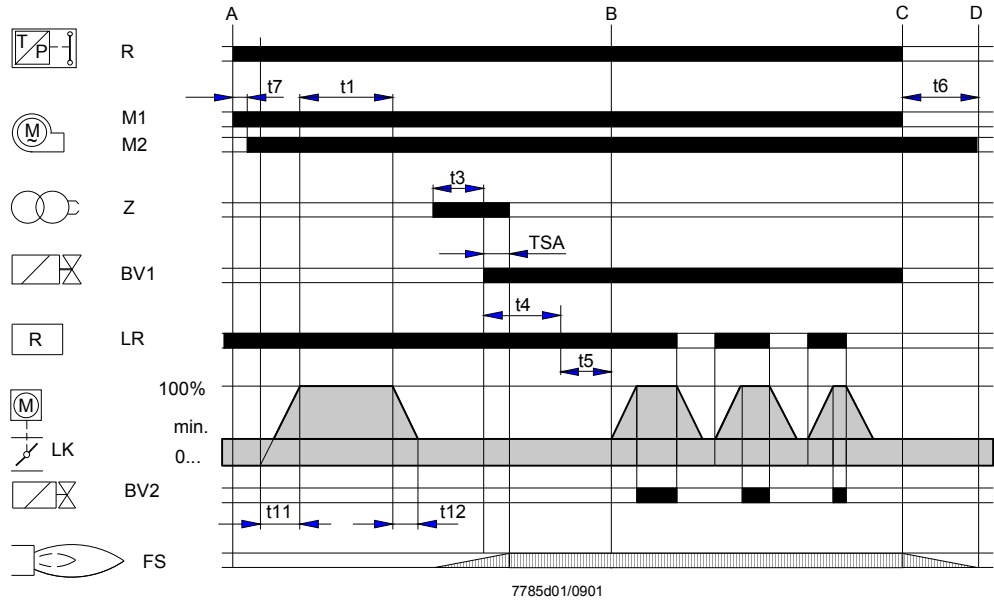 A B C D
T P R
t7 t1 t6
M1
M ~
M2
t3
Z
TSA
BV1
t4
R LR
t5
100%
M
min.
LK
0...
BV2
t11 t12
FS
7785d01/0901